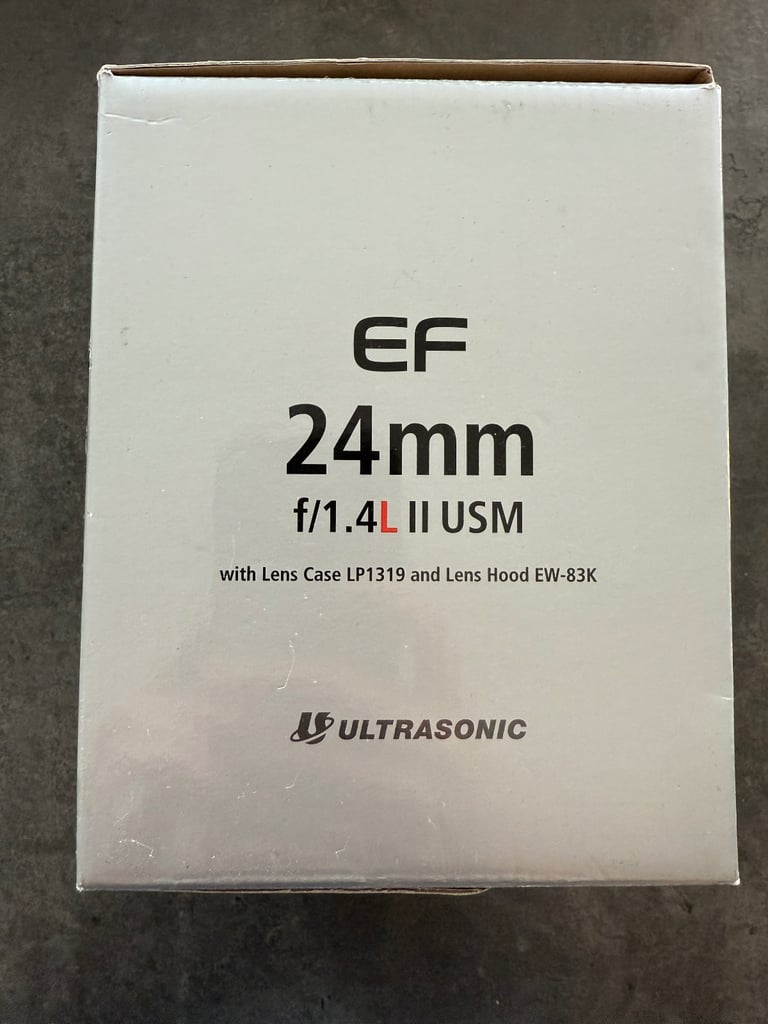 EF
24mm
f/1.4L II USM
with Lens Case LP1319 and Lens Hood EW-83K
ULTRASONIC